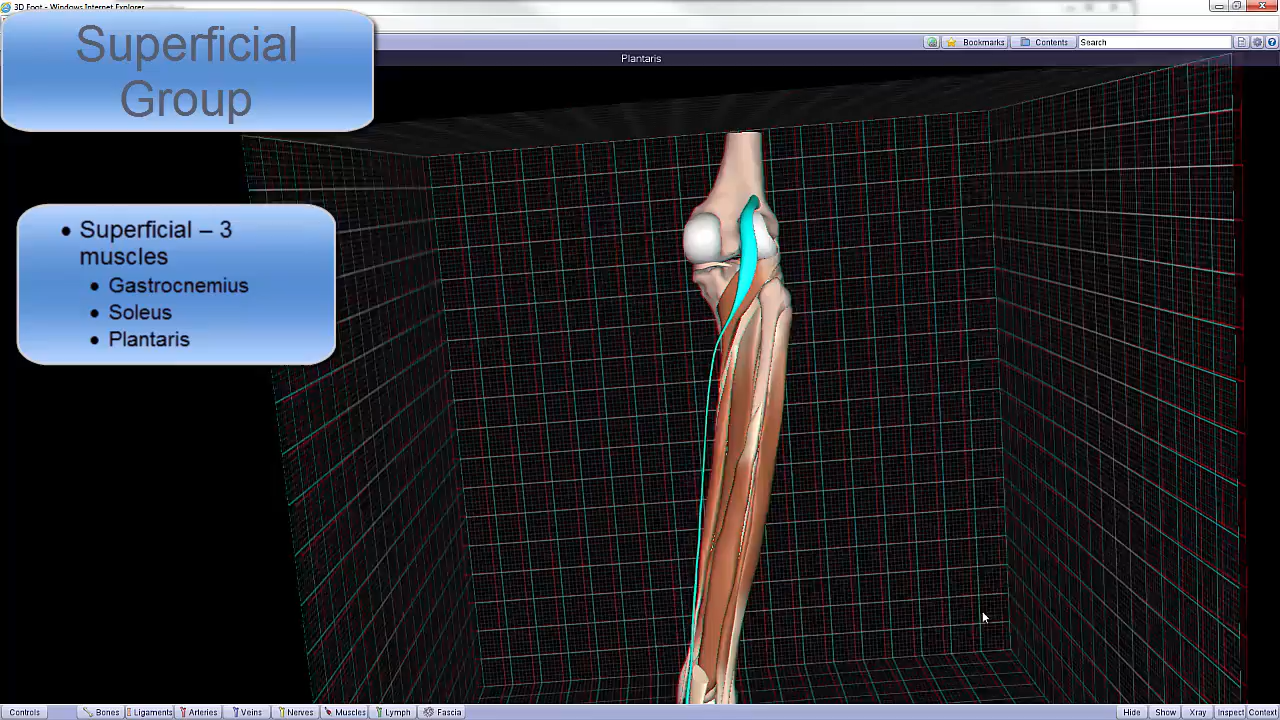 3D Foot - Windows Internet Explorer
Superficial
Group
Bookmarks
Contents
Search
Plantaris
• Superficial – 3
muscles
• Gastrocnemius
• Soleus
• Plantaris
Controls
Bones
Ligaments
Arteries
Veins
Nerves
Muscles
Lymph
Fascia
Hide
Show
Xray
Inspect
Context